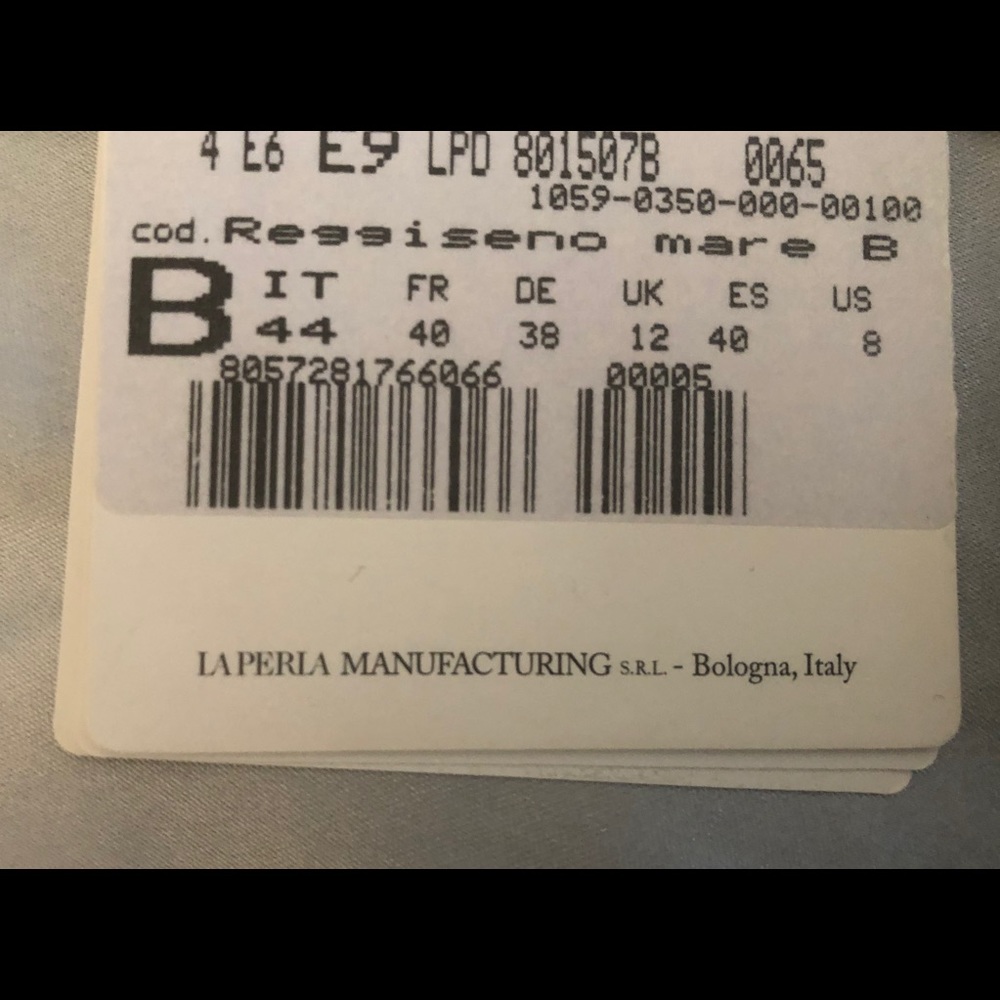 4 E6 E9 LPD 801507B 0065
1059-0350-000-00100
cod. Reggiseno mare B
B IT FR DE UK ES US
44 40 38 12 40 8
8057281766066 00005
LA PERLA MANUFACTURING S.R.L. - Bologna, Italy